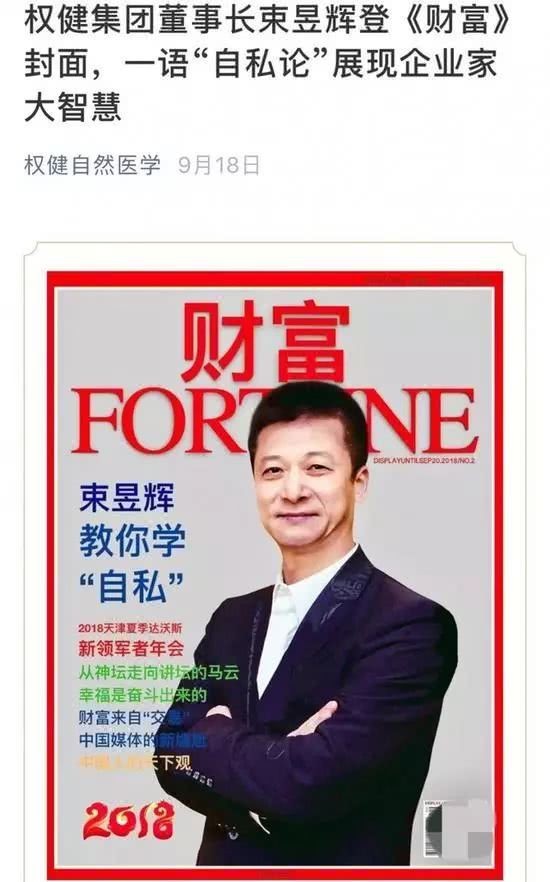 权健集团董事长束昱辉登《财富》
封面，一语“自私论”展现企业家
大智慧
权健自然医学 9月18日
财富
FORTUNE
DISPLAYUNTILSEP20.2018/NO.2
束昱辉
教你学
“自私”
2018天津夏季达沃斯
新领军者年会
从神坛走向讲坛的马云
幸福是奋斗出来的
财富来自“交易”
中国媒体的新尴尬
中国人的天下观
2018